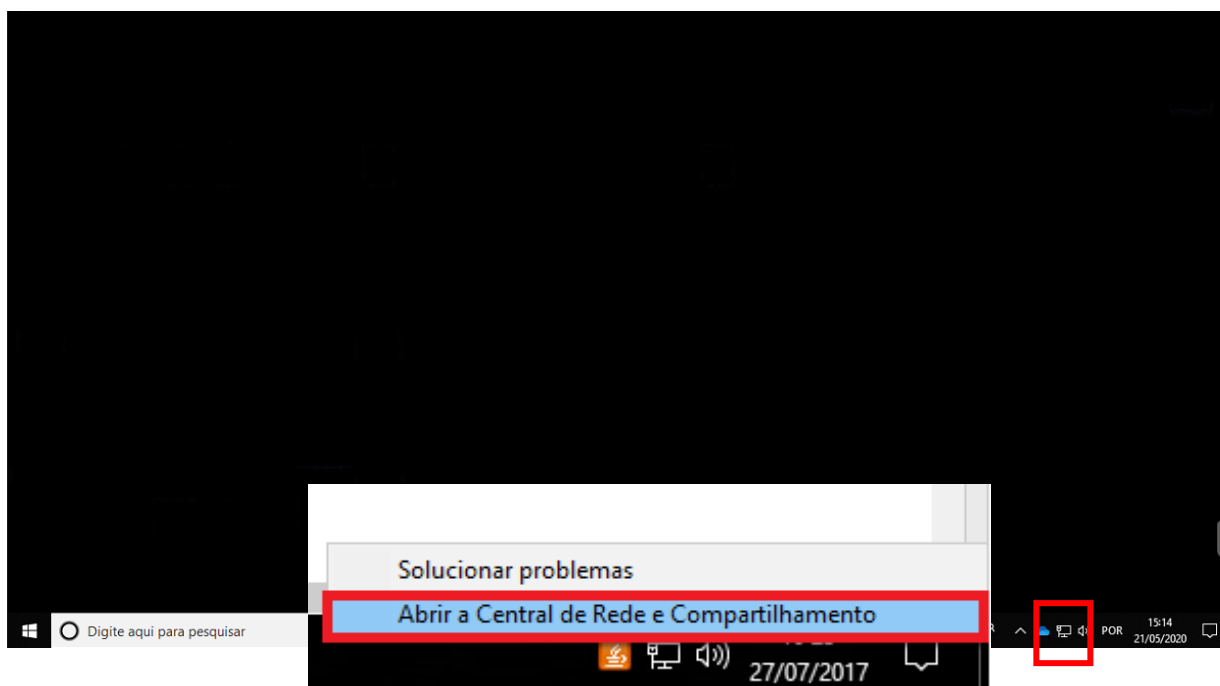 Solucionar problemas
Abrir a Central de Rede e Compartilhamento
Digite aqui para pesquisar
POR
15:14
21/05/2020
27/07/2017